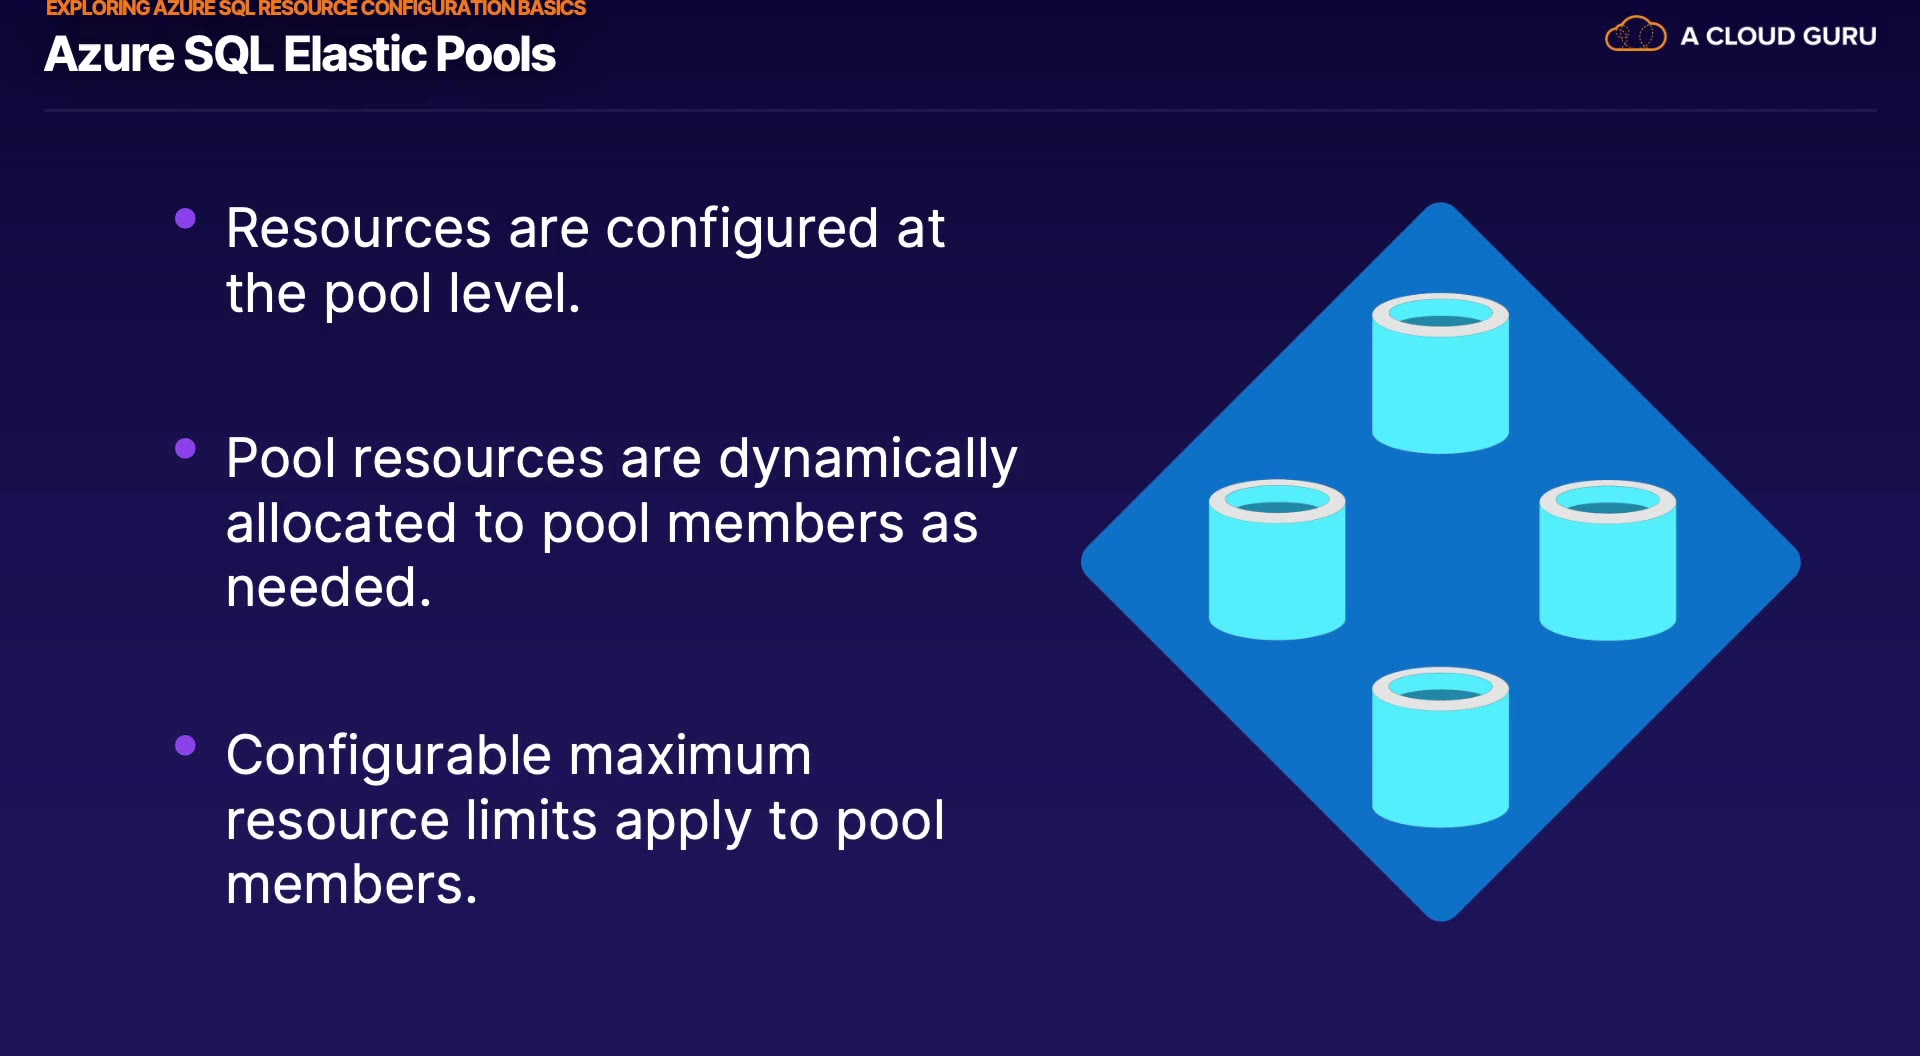 EXPLORING AZURE SQL RESOURCE CONFIGURATION BASICS
Azure SQL Elastic Pools
A CLOUD GURU
Resources are configured at
the pool level.
Pool resources are dynamically
allocated to pool members as
needed.
Configurable maximum
resource limits apply to pool
members.